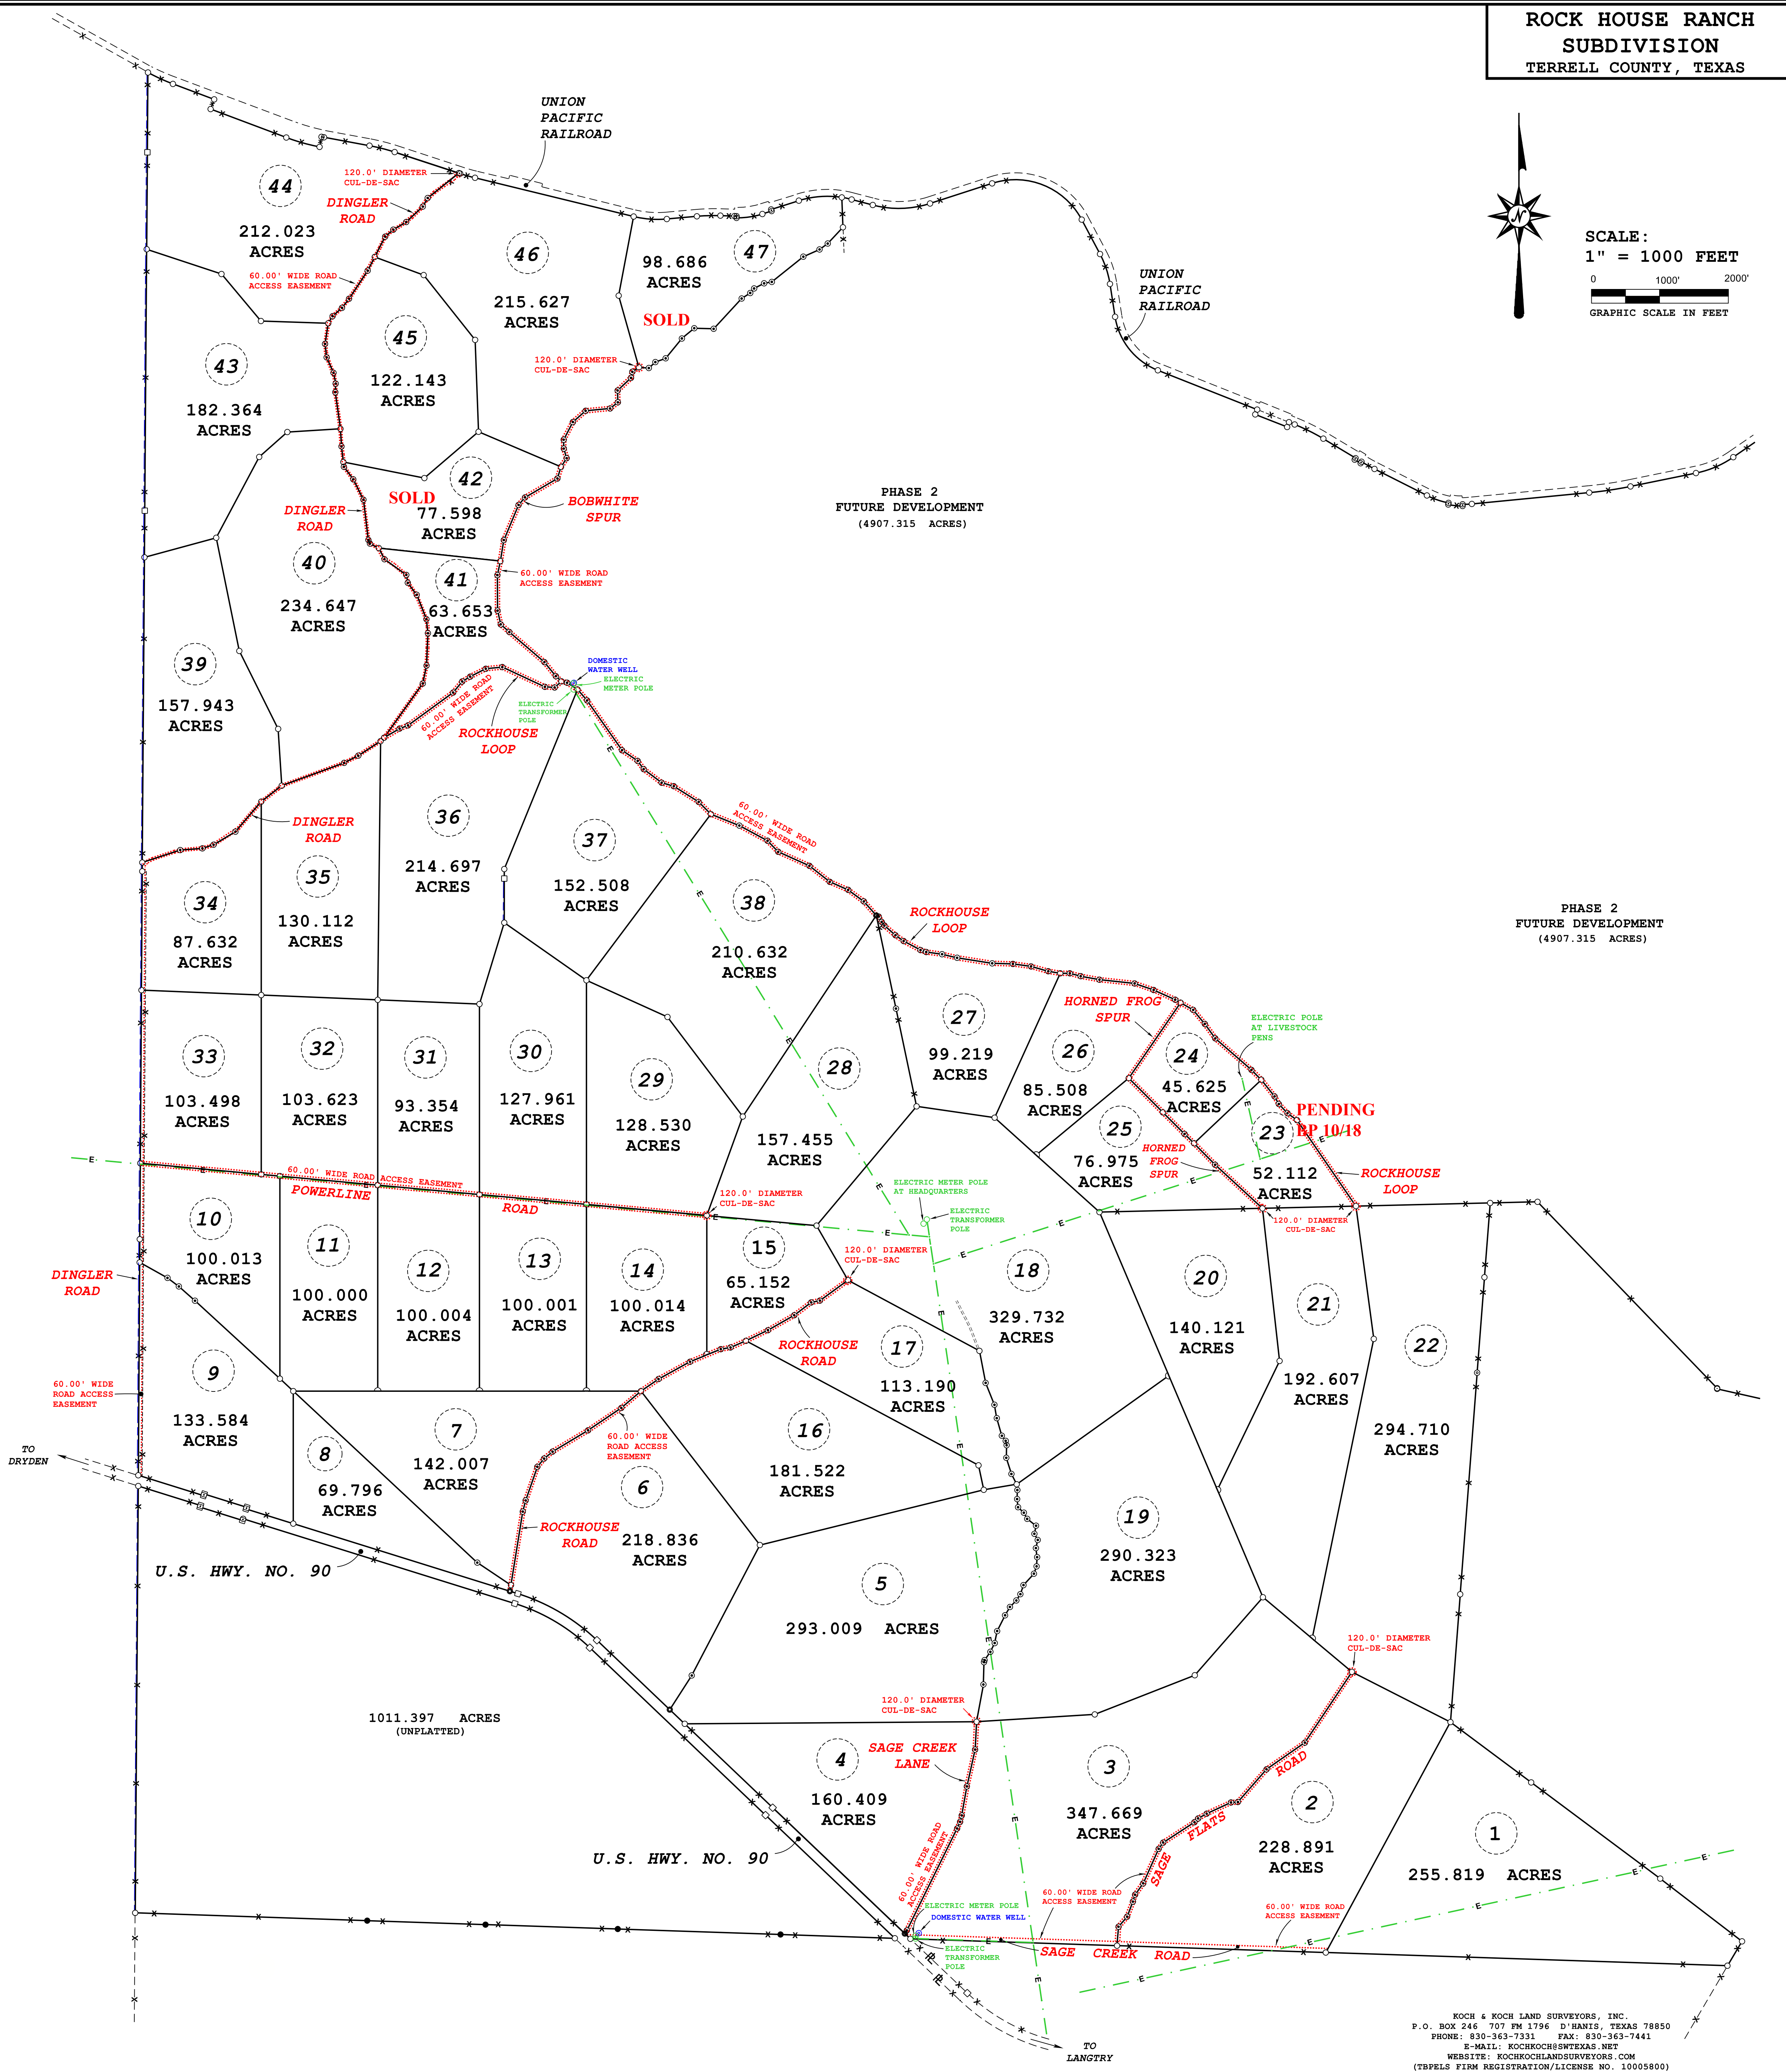 ROCK HOUSE RANCH
SUBDIVISION
TERRELL COUNTY, TEXAS
N
SCALE:
1" = 1000 FEET
0 1000' 2000'
GRAPHIC SCALE IN FEET
UNION
PACIFIC
RAILROAD
UNION
PACIFIC
RAILROAD
44
212.023
ACRES
120.0' DIAMETER
CUL-DE-SAC
DINGLER
ROAD
60.00' WIDE ROAD
ACCESS EASEMENT
46
215.627
ACRES
47
98.686
ACRES
SOLD
120.0' DIAMETER
CUL-DE-SAC
45
122.143
ACRES
43
182.364
ACRES
42
SOLD
77.598
ACRES
BOBWHITE
SPUR
DINGLER
ROAD
PHASE 2
FUTURE DEVELOPMENT
(4907.315 ACRES)
40
234.647
ACRES
41
63.653
ACRES
60.00' WIDE ROAD
ACCESS EASEMENT
39
157.943
ACRES
DOMESTIC
WATER WELL
ELECTRIC
METER POLE
ELECTRIC
TRANSFORMER
POLE
60.00' WIDE ROAD
ACCESS EASEMENT
ROCKHOUSE
LOOP
DINGLER
ROAD
36
214.697
ACRES
37
152.508
ACRES
60.00' WIDE ROAD
ACCESS EASEMENT
35
130.112
ACRES
34
87.632
ACRES
38
210.632
ACRES
ROCKHOUSE
LOOP
PHASE 2
FUTURE DEVELOPMENT
(4907.315 ACRES)
HORNED FROG
SPUR
ELECTRIC POLE
AT LIVESTOCK
PENS
33
103.498
ACRES
32
103.623
ACRES
31
93.354
ACRES
30
127.961
ACRES
29
128.530
ACRES
28
157.455
ACRES
27
99.219
ACRES
26
85.508
ACRES
24
45.625
ACRES
25
76.975
ACRES
HORNED
FROG
SPUR
23
PENDING
BP 10/18
52.112
ACRES
ROCKHOUSE
LOOP
120.0' DIAMETER
CUL-DE-SAC
60.00' WIDE ROAD ACCESS EASEMENT
POWERLINE
ROAD
120.0' DIAMETER
CUL-DE-SAC
ELECTRIC METER POLE
AT HEADQUARTERS
ELECTRIC
TRANSFORMER
POLE
10
100.013
ACRES
11
100.000
ACRES
12
100.004
ACRES
13
100.001
ACRES
14
100.014
ACRES
15
65.152
ACRES
120.0' DIAMETER
CUL-DE-SAC
18
329.732
ACRES
20
140.121
ACRES
21
192.607
ACRES
22
294.710
ACRES
DINGLER
ROAD
60.00' WIDE
ROAD ACCESS
EASEMENT
9
133.584
ACRES
ROCKHOUSE
ROAD
17
113.190
ACRES
TO
DRYDEN
8
69.796
ACRES
7
142.007
ACRES
60.00' WIDE
ROAD ACCESS
EASEMENT
16
181.522
ACRES
6
218.836
ACRES
ROCKHOUSE
ROAD
U.S. HWY. NO. 90
19
290.323
ACRES
5
293.009 ACRES
120.0' DIAMETER
CUL-DE-SAC
1011.397 ACRES
(UNPLATTED)
120.0' DIAMETER
CUL-DE-SAC
SAGE CREEK
LANE
4
160.409
ACRES
3
347.669
ACRES
SAGE
FLATS
ROAD
2
228.891
ACRES
1
255.819 ACRES
U.S. HWY. NO. 90
60.00' WIDE ROAD
ACCESS EASEMENT
60.00' WIDE ROAD
ACCESS EASEMENT
60.00' WIDE ROAD
ACCESS EASEMENT
ELECTRIC METER POLE
DOMESTIC WATER WELL
ELECTRIC
TRANSFORMER
POLE
SAGE CREEK ROAD
TO
LANGTRY
KOCH & KOCH LAND SURVEYORS, INC.
P.O. BOX 246 707 FM 1796 D'HANIS, TEXAS 78850
PHONE: 830-363-7331 FAX: 830-363-7441
E-MAIL: KOCHKOCH@SWTEXAS.NET
WEBSITE: KOCHKOCHLANDSURVEYORS.COM
(TBPELS FIRM REGISTRATION/LICENSE NO. 10005800)